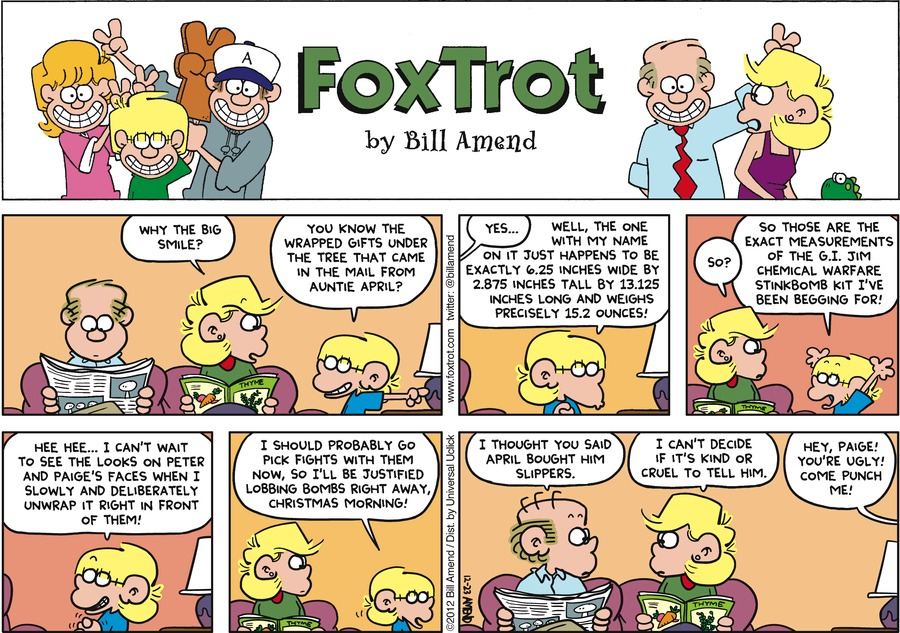 A
FoxTrot
by Bill Amend
WHY THE BIG
SMILE?
YOU KNOW THE
WRAPPED GIFTS UNDER
THE TREE THAT CAME
IN THE MAIL FROM
AUNTIE APRIL?
THYME
www.foxtrot.com twitter: @billamend
YES...
WELL, THE ONE
WITH MY NAME
ON IT JUST HAPPENS TO BE
EXACTLY 6.25 INCHES WIDE BY
2.875 INCHES TALL BY 13.125
INCHES LONG AND WEIGHS
PRECISELY 15.2 OUNCES!
SO?
SO THOSE ARE THE
EXACT MEASUREMENTS
OF THE G.I. JIM
CHEMICAL WARFARE
STINKBOMB KIT I'VE
BEEN BEGGING FOR!
THYME
HEE HEE... I CAN'T WAIT
TO SEE THE LOOKS ON PETER
AND PAIGE'S FACES WHEN I
SLOWLY AND DELIBERATELY
UNWRAP IT RIGHT IN FRONT
OF THEM!
I SHOULD PROBABLY GO
PICK FIGHTS WITH THEM
NOW, SO I'LL BE JUSTIFIED
LOBBING BOMBS RIGHT AWAY,
CHRISTMAS MORNING!
THYME
©2012 Bill Amend / Dist. by Universal Uclick
I THOUGHT YOU SAID
APRIL BOUGHT HIM
SLIPPERS.
I CAN'T DECIDE
IF IT'S KIND OR
CRUEL TO TELL HIM.
HEY, PAIGE!
YOU'RE UGLY!
COME PUNCH
ME!
12-23 AMEND
THYME